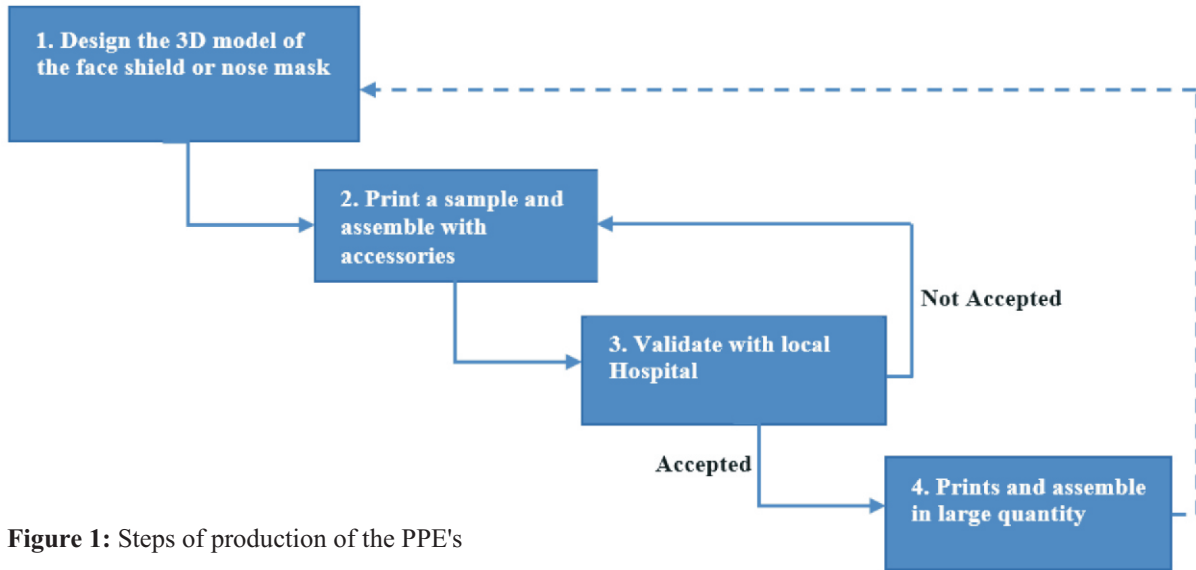 1. Design the 3D model of
the face shield or nose mask
2. Print a sample and
assemble with
accessories
Not Accepted
3. Validate with local
Hospital
Accepted
4. Prints and assemble
in large quantity
Figure 1: Steps of production of the PPE's